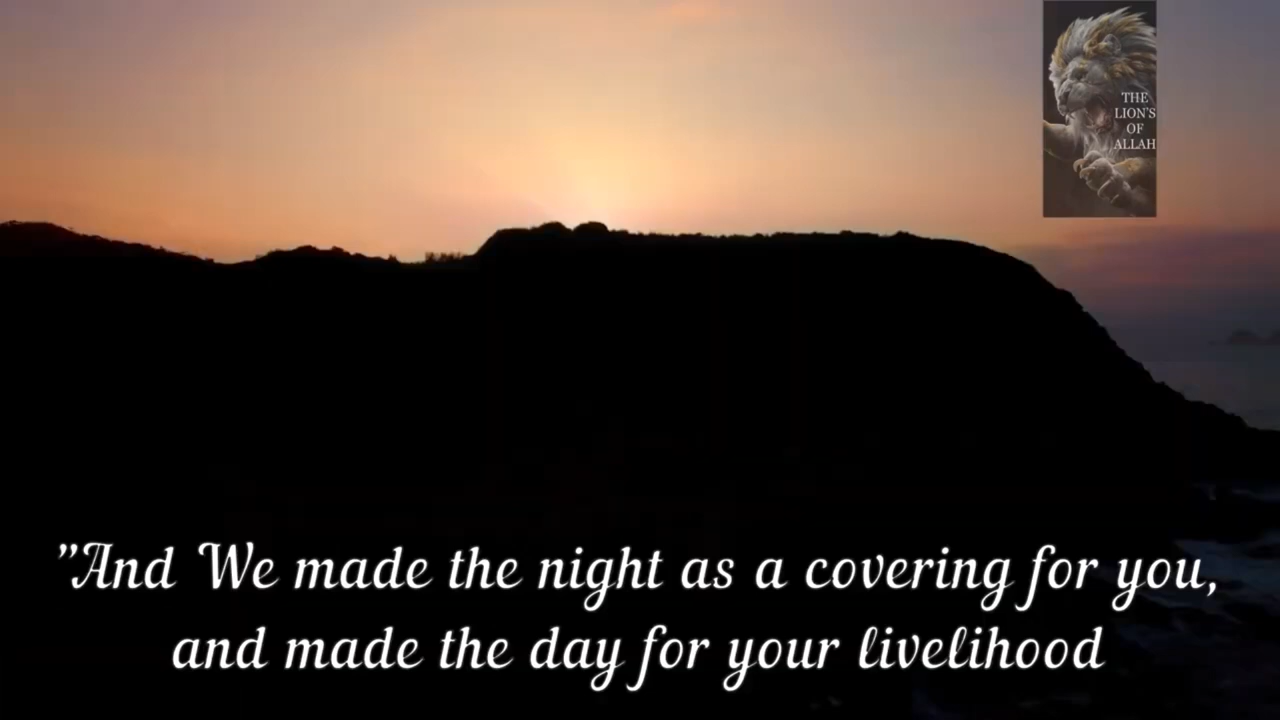 THE
LION'S
OF
ALLAH
"And We made the night as a covering for you,
and made the day for your livelihood